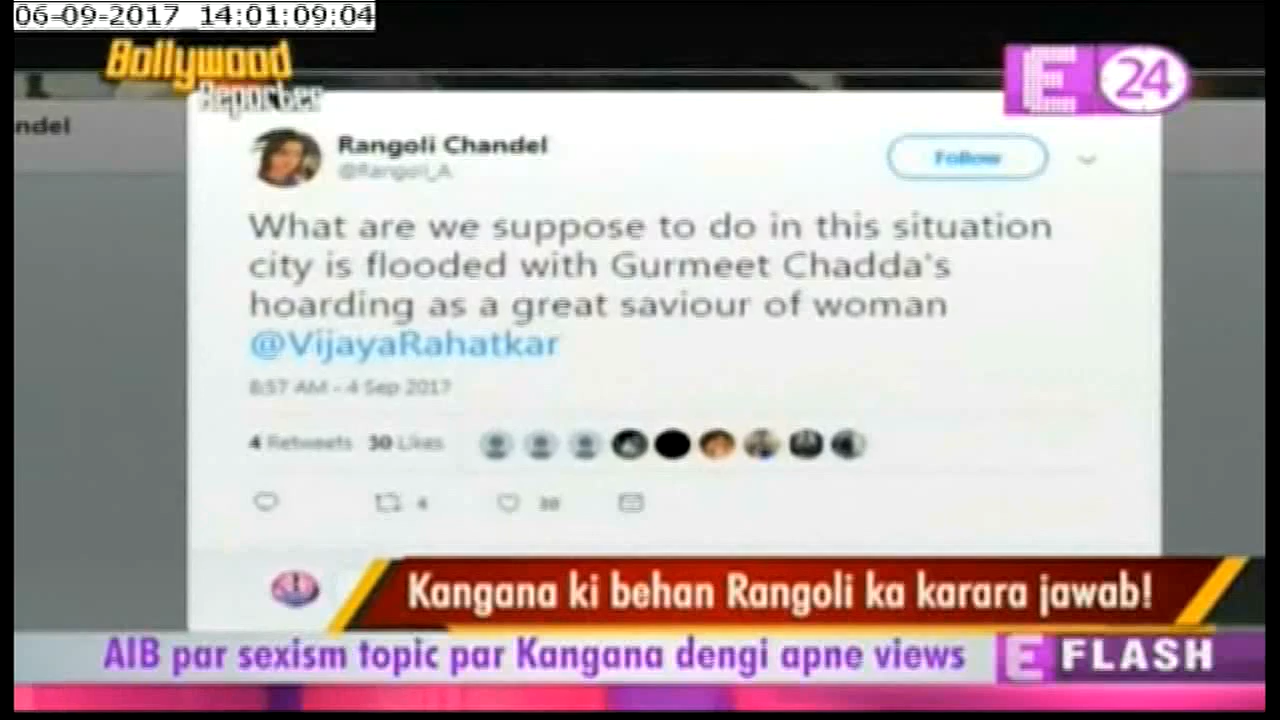 06-09-2017 14:01:09:04
Bollywood
Reporter
E 24
ndel
Rangoli Chandel
@Rangoli_A
Follow
What are we suppose to do in this situation
city is flooded with Gurmeet Chadda's
hoarding as a great saviour of woman
@VijayaRahatkar
8:57 AM - 4 Sep 2017
4 Retweets 30 Likes
4 30
Kangana ki behan Rangoli ka karara jawab!
AIB par sexism topic par Kangana dengi apne views
E FLASH